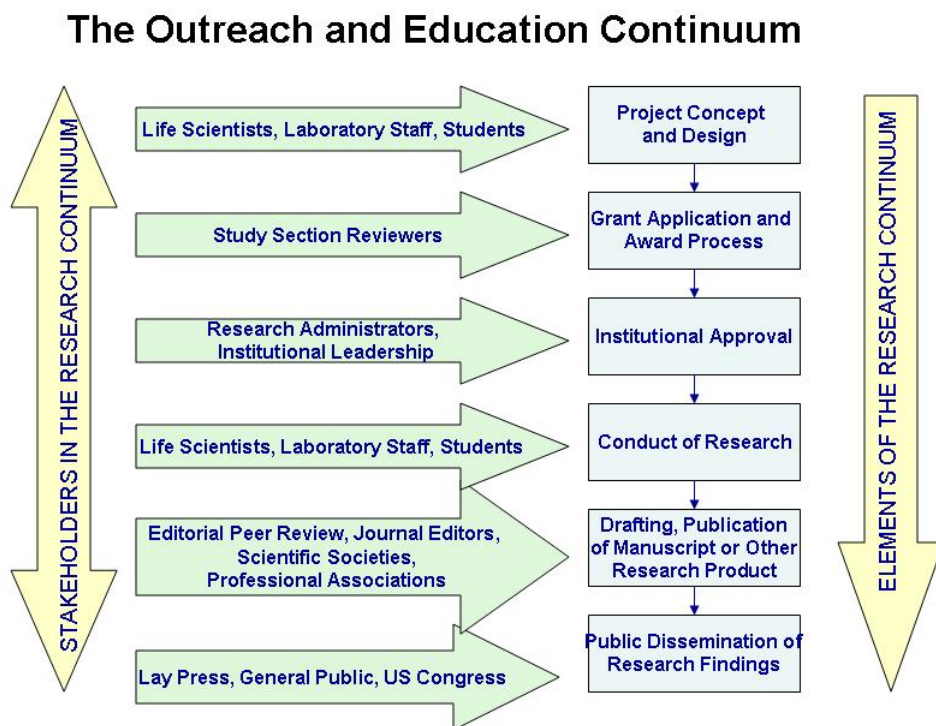 The Outreach and Education Continuum
STAKEHOLDERS IN THE RESEARCH CONTINUUM
Life Scientists, Laboratory Staff, Students
Project Concept
and Design
Study Section Reviewers
Grant Application and
Award Process
Research Administrators,
Institutional Leadership
Institutional Approval
Life Scientists, Laboratory Staff, Students
Conduct of Research
Editorial Peer Review, Journal Editors,
Scientific Societies,
Professional Associations
Drafting, Publication
of Manuscript or Other
Research Product
Lay Press, General Public, US Congress
Public Dissemination of
Research Findings
ELEMENTS OF THE RESEARCH CONTINUUM